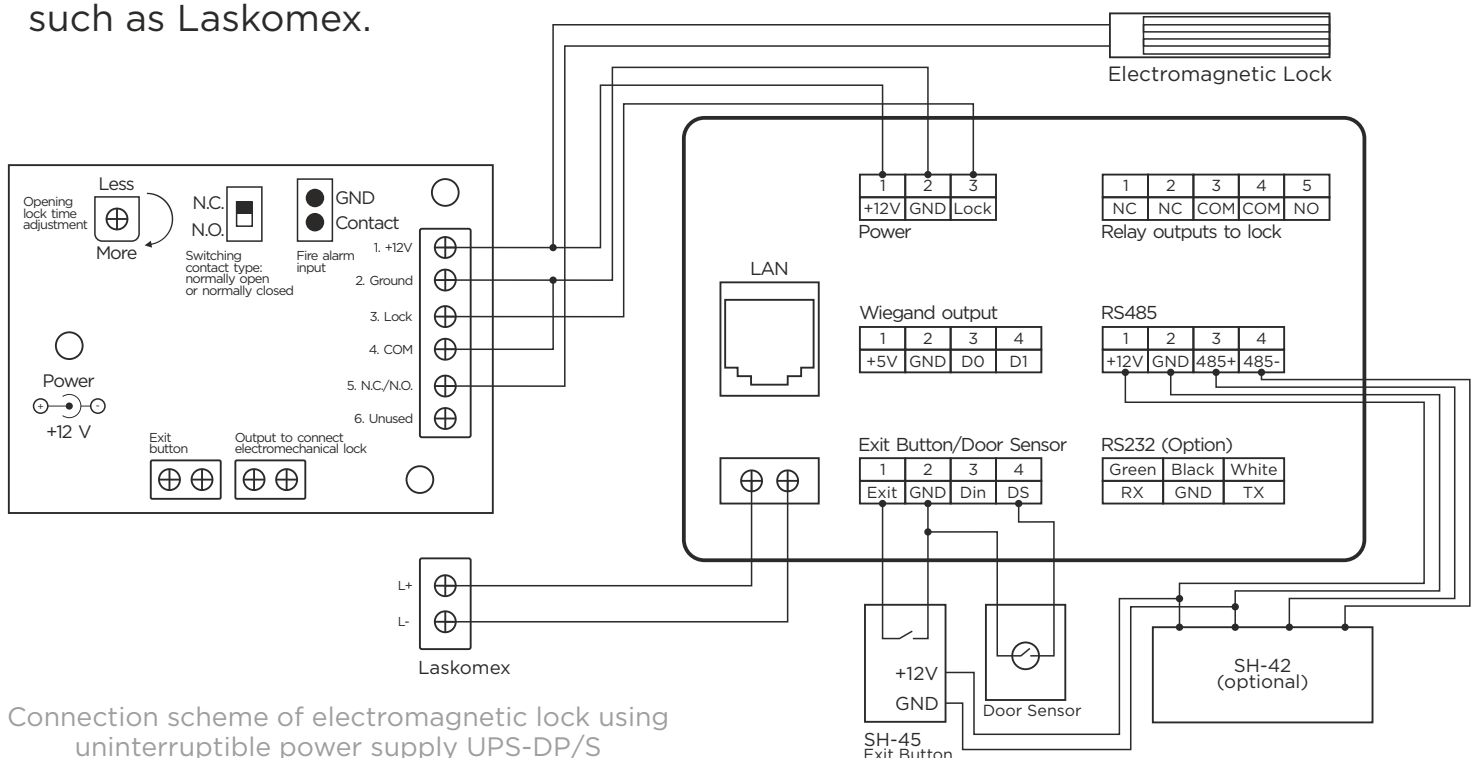 such as Laskomex.
Electromagnetic Lock
Less
Opening
lock time
adjustment
More
N.C.
N.O.
Switching
contact type:
normally open
or normally closed
GND
Contact
Fire alarm
input
1. +12V
2. Ground
3. Lock
4. COM
5. N.C./N.O.
6. Unused
Power
+ -
+12 V
Exit
button
Output to connect
electromechanical lock
1 2 3
+12V GND Lock
Power
1 2 3 4 5
NC NC COM COM NO
Relay outputs to lock
LAN
Wiegand output
1 2 3 4
+5V GND D0 D1
RS485
1 2 3 4
+12V GND 485+ 485-
Exit Button/Door Sensor
1 2 3 4
Exit GND Din DS
RS232 (Option)
Green Black White
RX GND TX
L+
L-
Laskomex
+12V
GND
SH-45
Exit Button
Door Sensor
SH-42
(optional)
Connection scheme of electromagnetic lock using
uninterruptible power supply UPS-DP/S